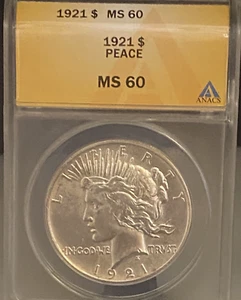 1921 $ MS 60
1921 $
PEACE
MS 60
ANACS
LIBERTY
IN GOD WE TRVST
1921